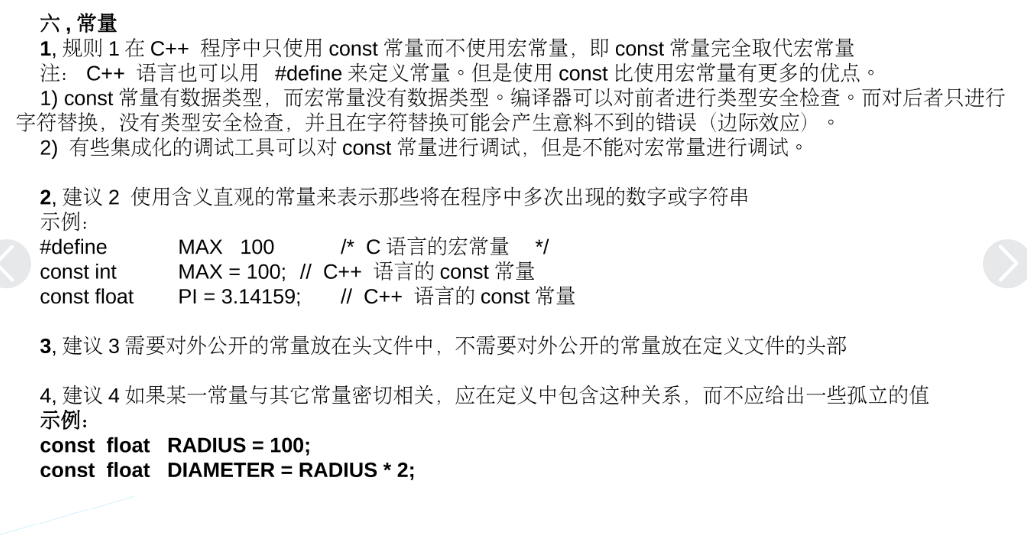 六,常量
1, 规则 1 在 C++ 程序中只使用 const 常量而不使用宏常量，即 const 常量完全取代宏常量
注： C++ 语言也可以用 #define 来定义常量。但是使用 const 比使用宏常量有更多的优点。
1) const 常量有数据类型，而宏常量没有数据类型。编译器可以对前者进行类型安全检查。而对后者只进行
字符替换，没有类型安全检查，并且在字符替换可能会产生意料不到的错误（边际效应）。
2) 有些集成化的调试工具可以对 const 常量进行调试，但是不能对宏常量进行调试。
2, 建议 2 使用含义直观的常量来表示那些将在程序中多次出现的数字或字符串
示例：
#define MAX 100 /* C 语言的宏常量 */
const int MAX = 100; // C++ 语言的 const 常量
const float PI = 3.14159; // C++ 语言的 const 常量
3, 建议 3 需要对外公开的常量放在头文件中，不需要对外公开的常量放在定义文件的头部
4, 建议 4 如果某一常量与其它常量密切相关，应在定义中包含这种关系，而不应给出一些孤立的值
示例：
const float RADIUS = 100;
const float DIAMETER = RADIUS * 2;